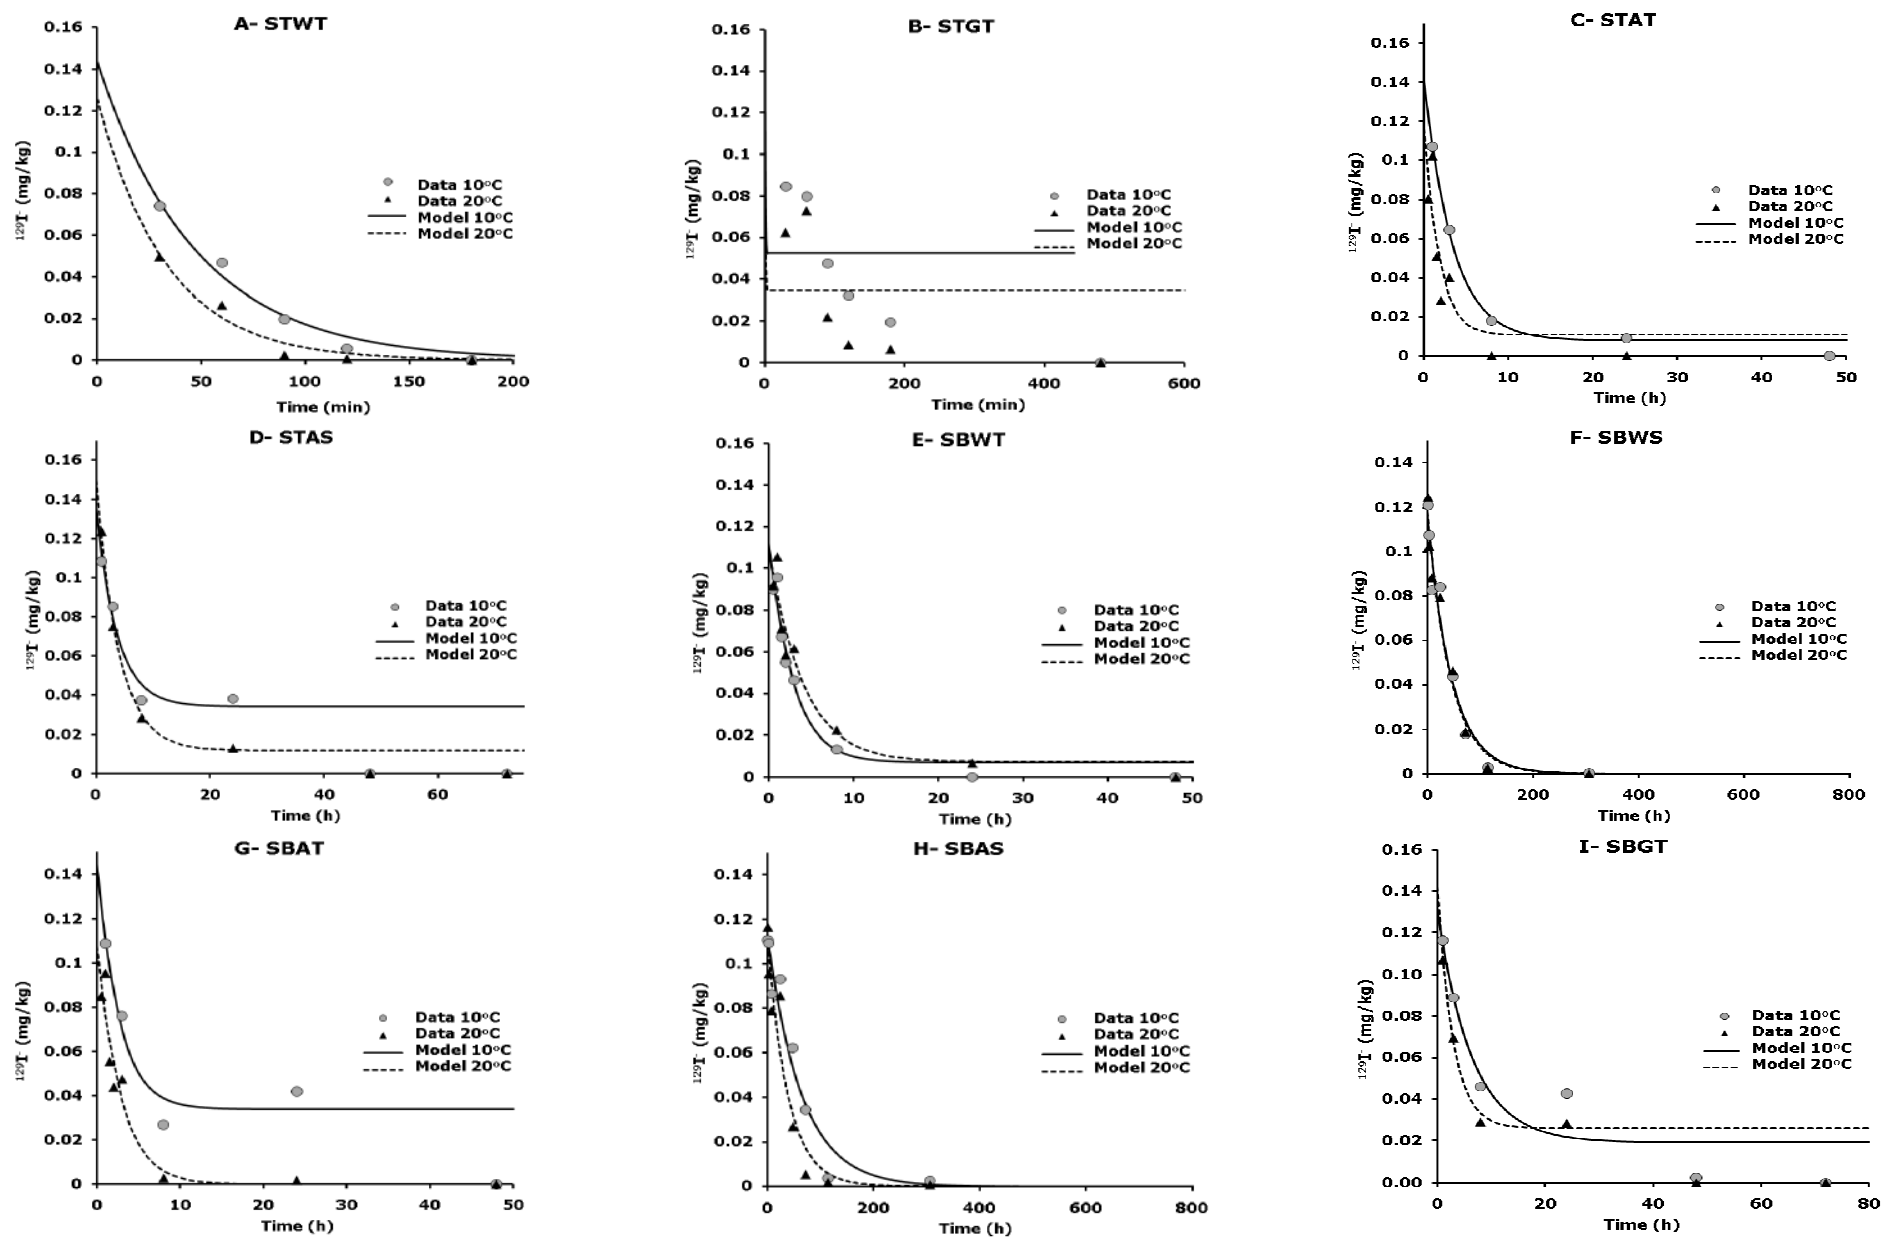 A- STWT
0.16
0.14
0.12
0.1
0.08
0.06
0.04
0.02
0
0 50 100 150 200
Time (min)
¹²⁹I⁻ (mg/kg)
Data 10°C
Data 20°C
Model 10°C
Model 20°C
B- STGT
0.16
0.14
0.12
0.1
0.08
0.06
0.04
0.02
0
0 200 400 600
Time (min)
¹²⁹I⁻ (mg/kg)
Data 10°C
Data 20°C
Model 10°C
Model 20°C
C- STAT
0.16
0.14
0.12
0.1
0.08
0.06
0.04
0.02
0
0 10 20 30 40 50
Time (h)
¹²⁹I⁻ (mg/kg)
Data 10°C
Data 20°C
Model 10°C
Model 20°C
D- STAS
0.16
0.14
0.12
0.1
0.08
0.06
0.04
0.02
0
0 20 40 60
Time (h)
¹²⁹I⁻ (mg/kg)
Data 10°C
Data 20°C
Model 10°C
Model 20°C
E- SBWT
0.16
0.14
0.12
0.1
0.08
0.06
0.04
0.02
0
0 10 20 30 40 50
Time (h)
¹²⁹I⁻ (mg/kg)
Data 10°C
Data 20°C
Model 10°C
Model 20°C
F- SBWS
0.14
0.12
0.1
0.08
0.06
0.04
0.02
0
0 200 400 600 800
Time (h)
¹²⁹I⁻ (mg/kg)
Data 10°C
Data 20°C
Model 10°C
Model 20°C
G- SBAT
0.14
0.12
0.1
0.08
0.06
0.04
0.02
0
0 10 20 30 40 50
Time (h)
¹²⁹I⁻ (mg/kg)
Data 10°C
Data 20°C
Model 10°C
Model 20°C
H- SBAS
0.14
0.12
0.1
0.08
0.06
0.04
0.02
0
0 200 400 600 800
Time (h)
¹²⁹I⁻ (mg/kg)
Data 10°C
Data 20°C
Model 10°C
Model 20°C
I- SBGT
0.16
0.14
0.12
0.10
0.08
0.06
0.04
0.02
0.00
0 20 40 60 80
Time (h)
¹²⁹I⁻ (mg/kg)
Data 10°C
Data 20°C
Model 10°C
Model 20°C